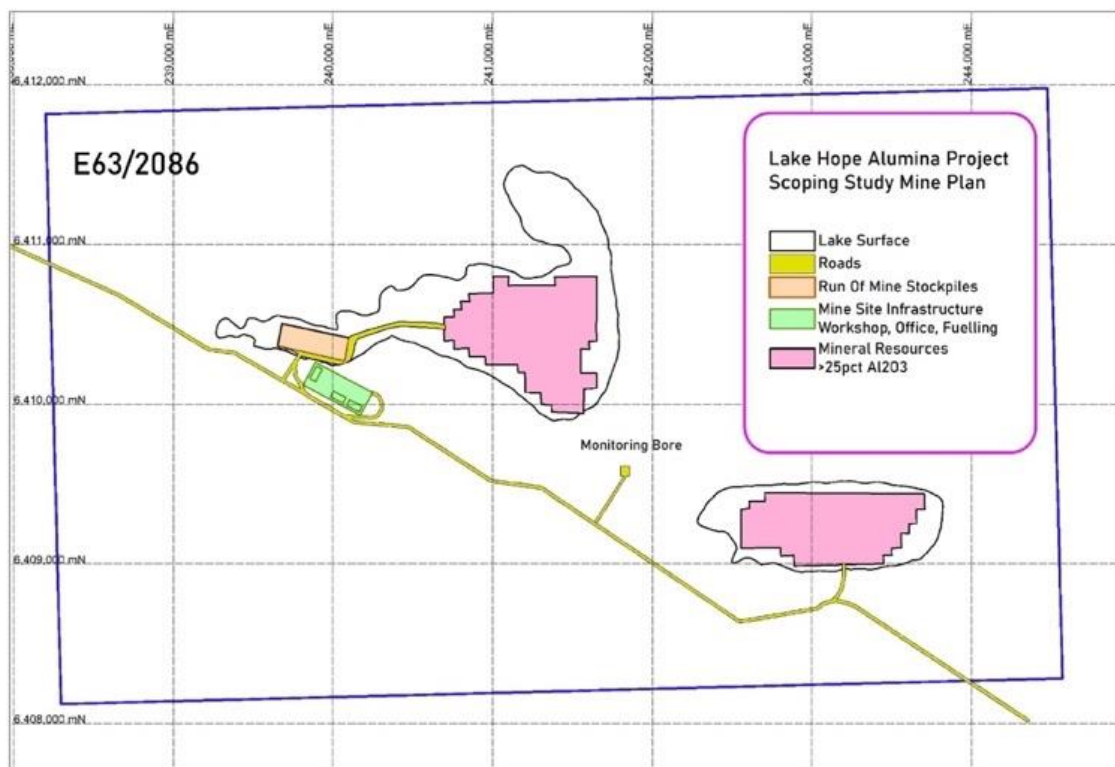 239,000 mE
240,000 mE
241,000 mE
242,000 mE
243,000 mE
244,000 mE
6,412,000 mN
E63/2086
Lake Hope Alumina Project
Scoping Study Mine Plan
Lake Surface
Roads
Run Of Mine Stockpiles
Mine Site Infrastructure
Workshop, Office, Fuelling
Mineral Resources
>25pct Al2O3
6,411,000 mN
6,410,000 mN
Monitoring Bore
6,409,000 mN
6,408,000 mN